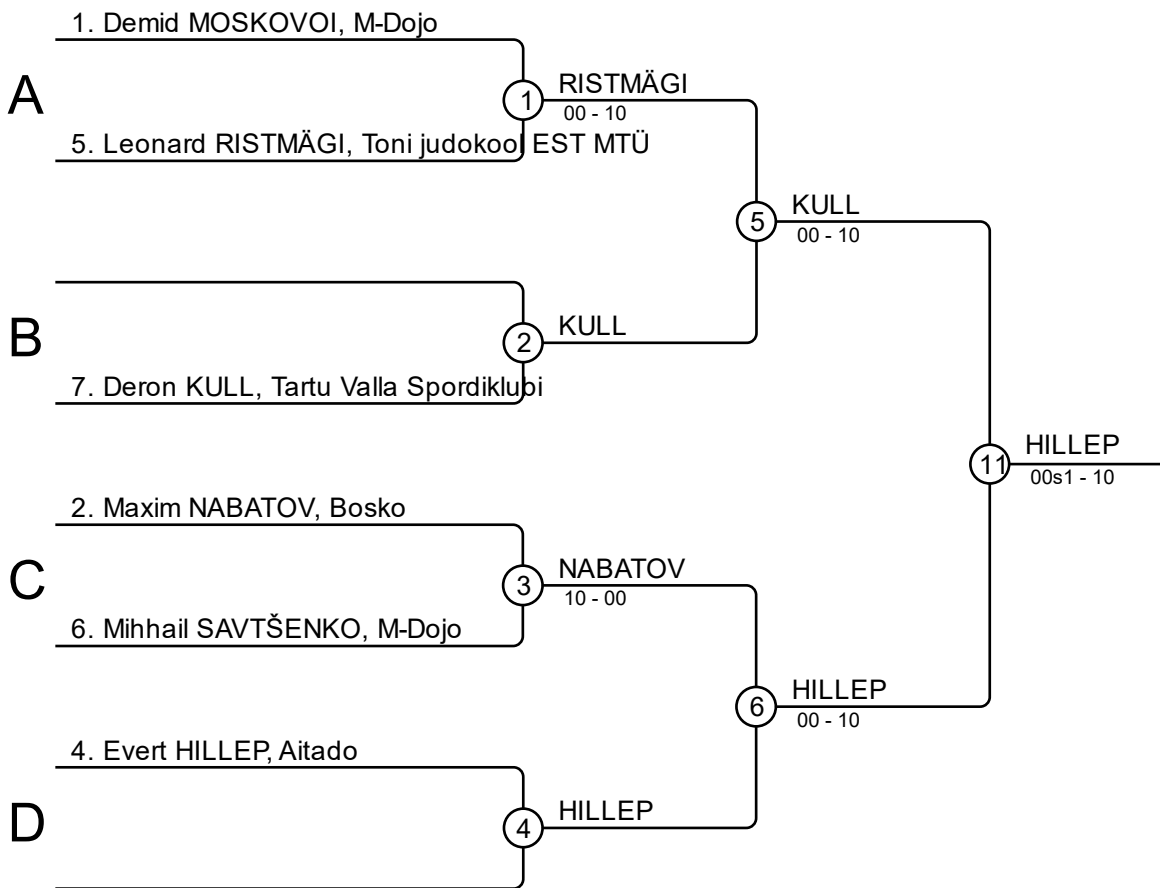 1. Demid MOSKOVOI, M-Dojo
A
1
RISTMÄGI
00 - 10
5. Leonard RISTMÄGI, Toni judokool EST MTÜ
5
KULL
00 - 10
B
2
KULL
7. Deron KULL, Tartu Valla Spordiklubi
11
HILLEP
00s1 - 10
2. Maxim NABATOV, Bosko
C
3
NABATOV
10 - 00
6. Mihhail SAVTŠENKO, M-Dojo
6
HILLEP
00 - 10
4. Evert HILLEP, Aitado
D
4
HILLEP